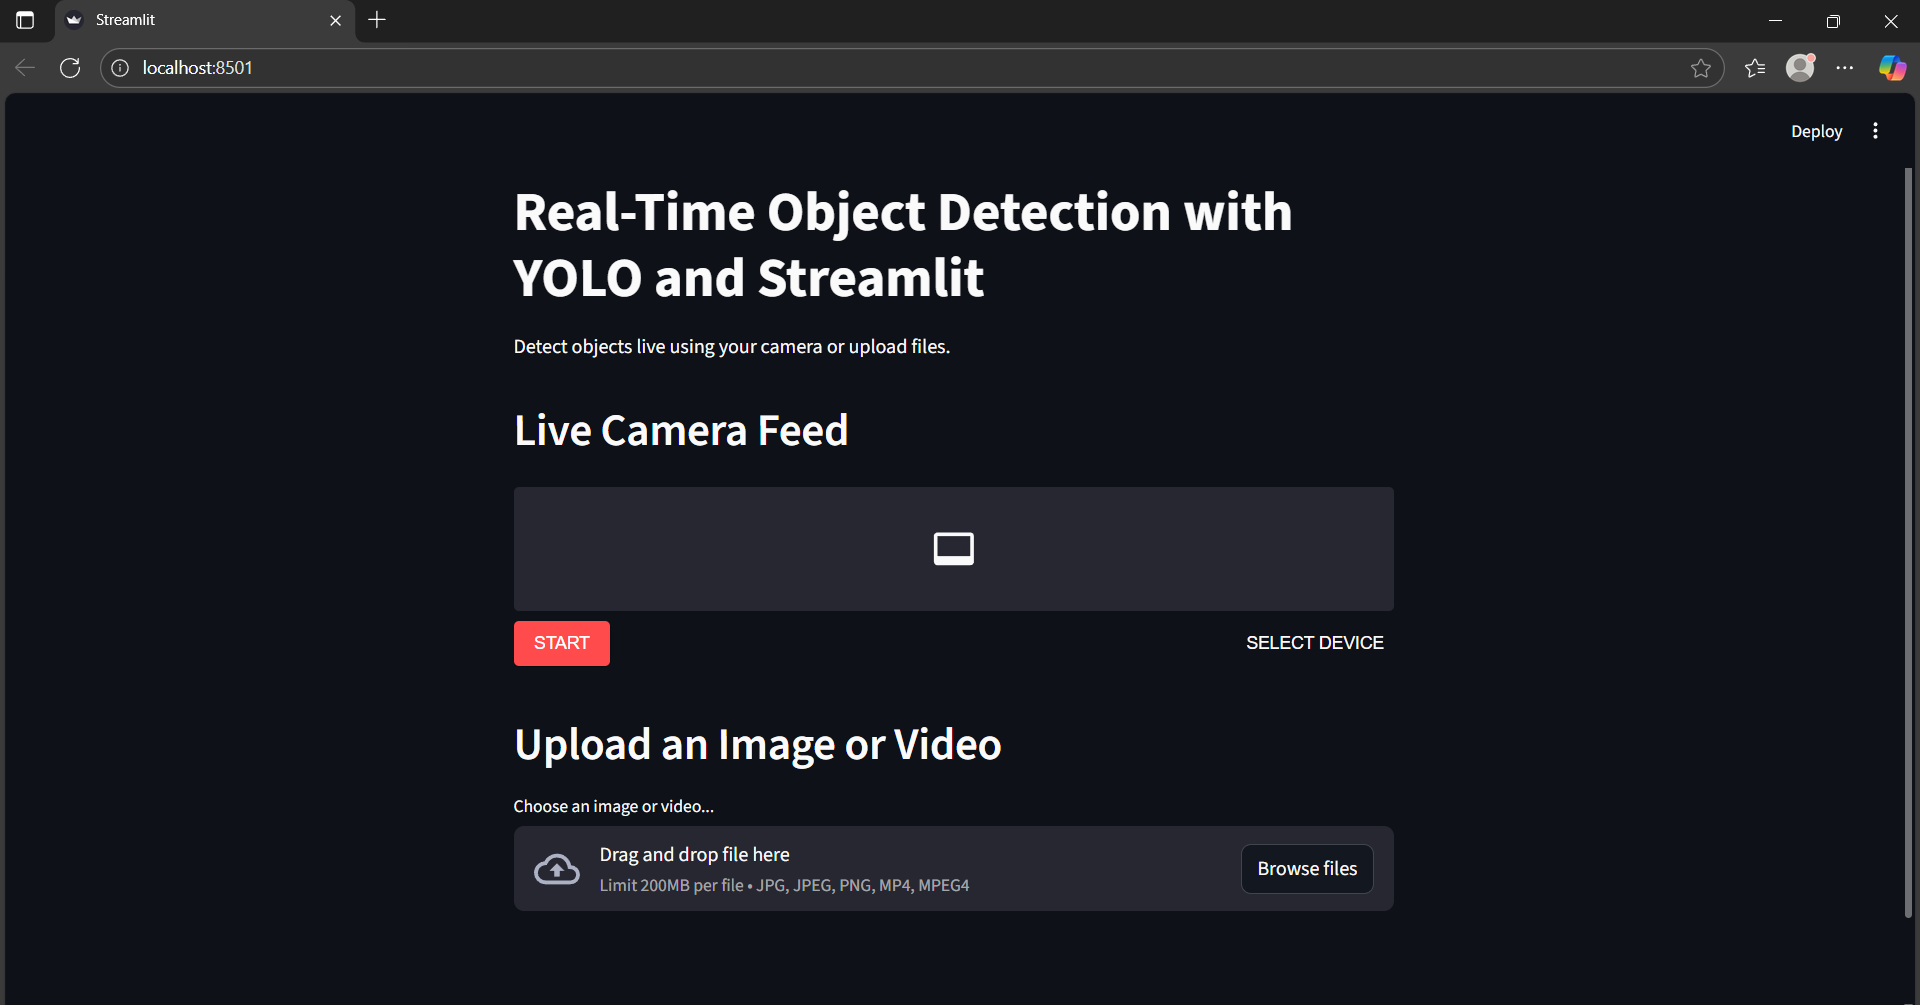 Streamlit
localhost:8501
Deploy
Real-Time Object Detection with
YOLO and Streamlit
Detect objects live using your camera or upload files.
Live Camera Feed
START
SELECT DEVICE
Upload an Image or Video
Choose an image or video...
Drag and drop file here
Limit 200MB per file • JPG, JPEG, PNG, MP4, MPEG4
Browse files